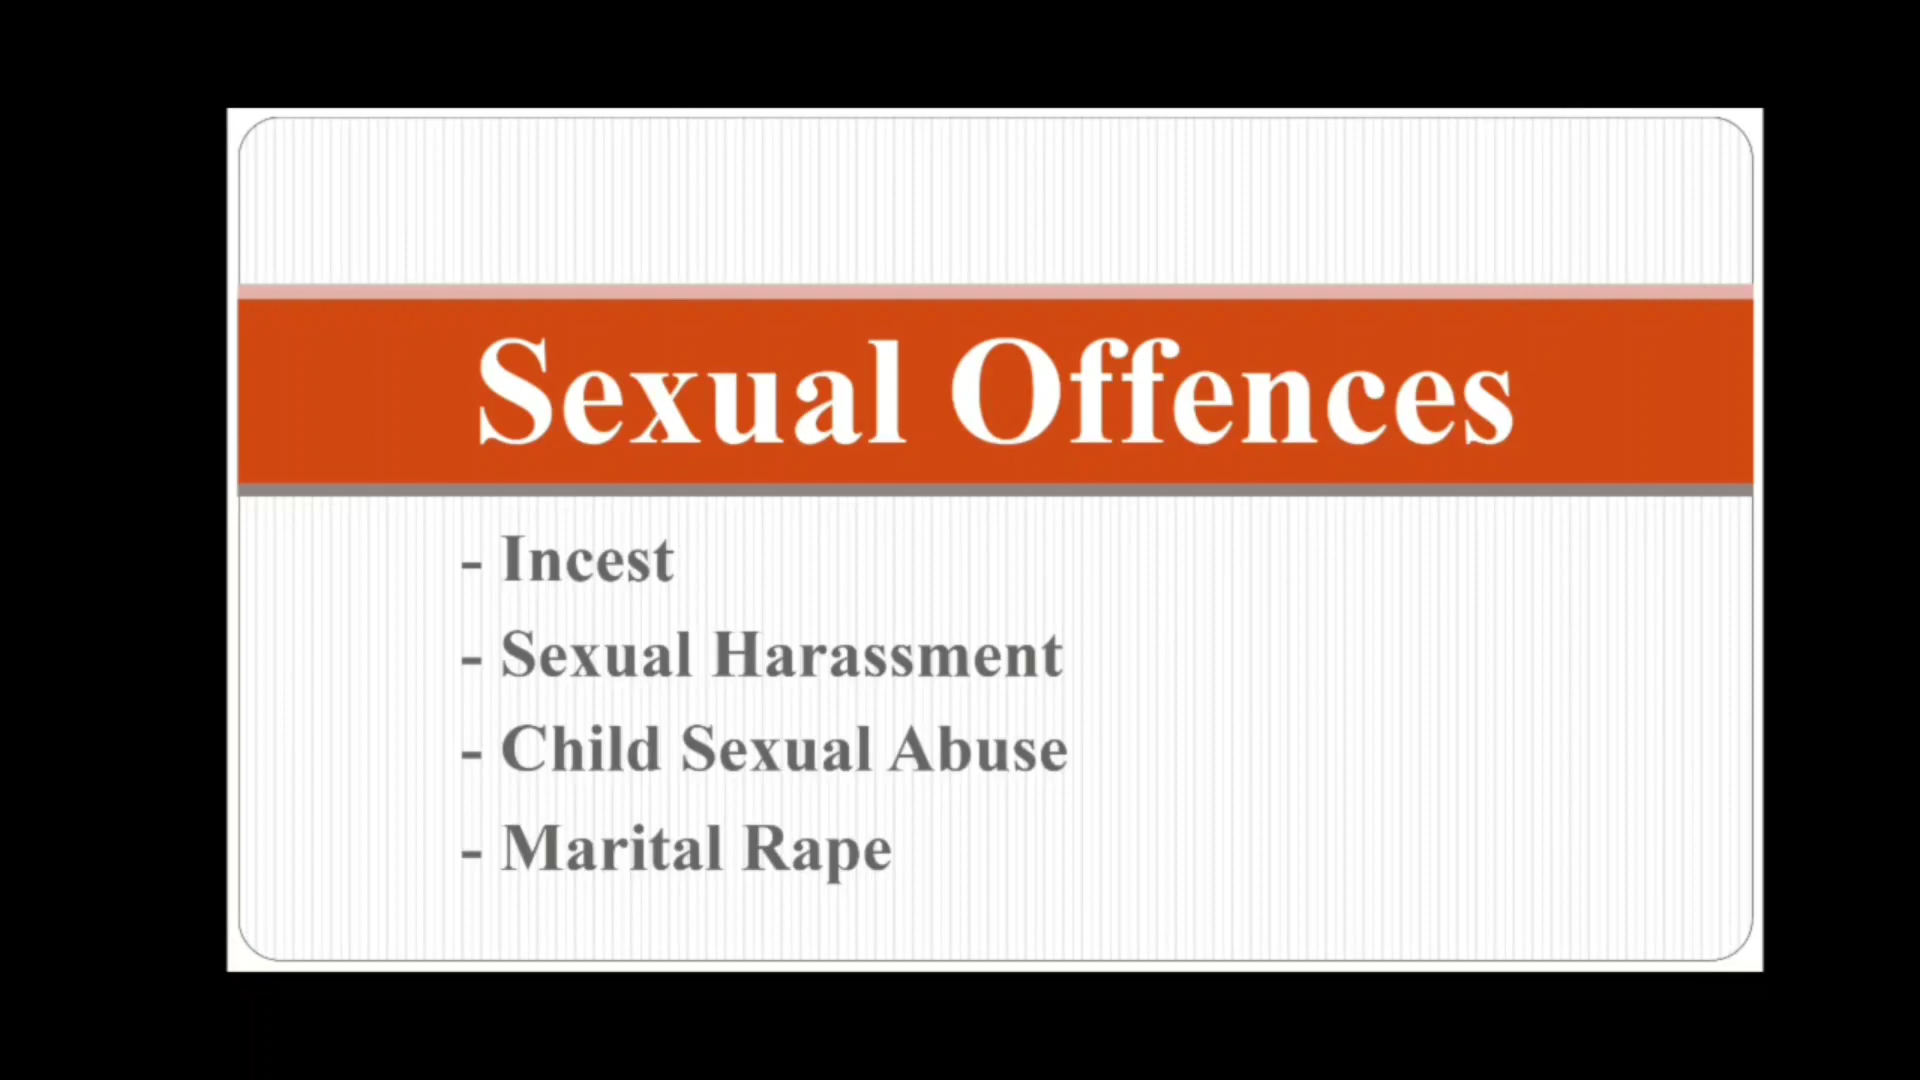 Sexual Offences
- Incest
- Sexual Harassment
- Child Sexual Abuse
- Marital Rape